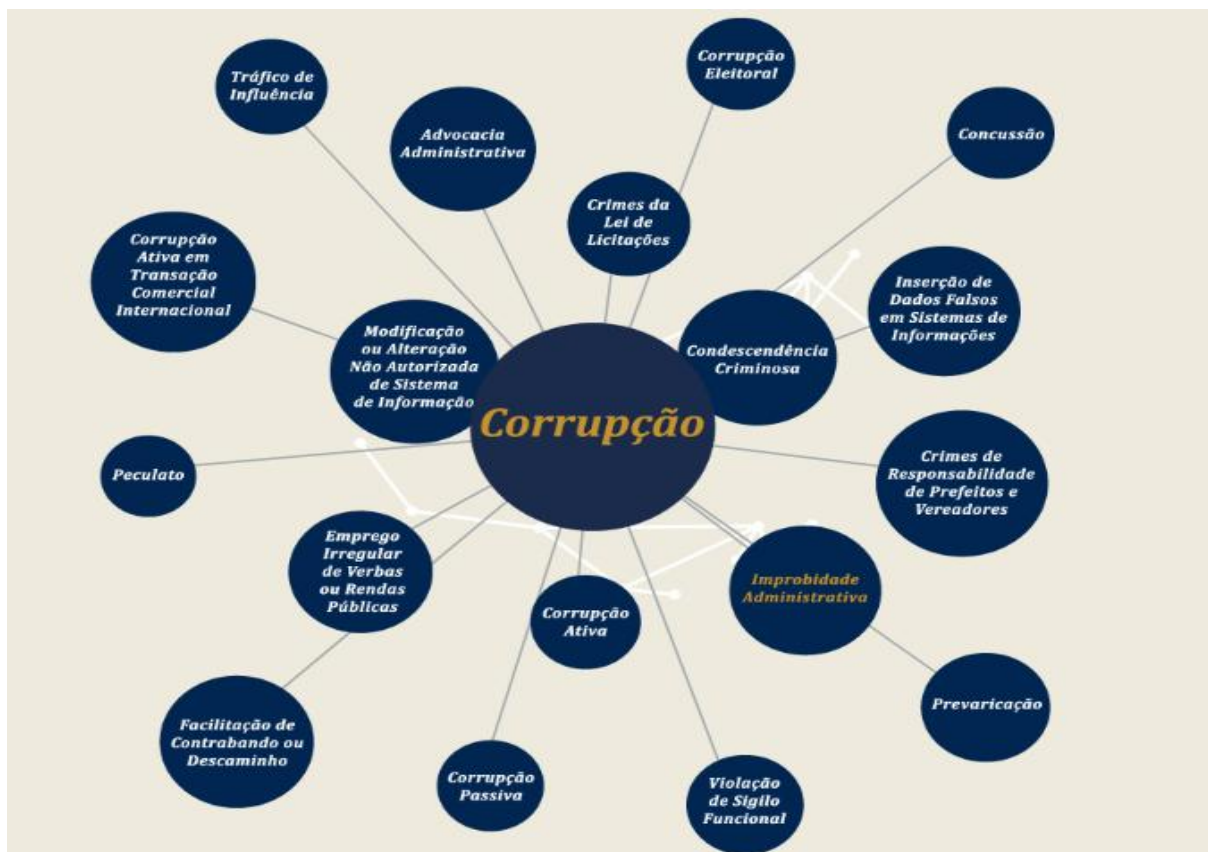 Corrupção
Eleitoral
Tráfico de
Influência
Advocacia
Administrativa
Concussão
Crimes da
Lei de
Licitações
Corrupção
Ativa em
Transação
Comercial
Internacional
Inserção de
Dados Falsos
em Sistemas de
Informações
Modificação
ou Alteração
Não Autorizada
de Sistema
de Informação
Condescendência
Criminosa
Corrupção
Peculato
Crimes de
Responsabilidade
de Prefeitos e
Vereadores
Emprego
Irregular
de Verbas
ou Rendas
Públicas
Improbidade
Administrativa
Corrupção
Ativa
Prevaricação
Facilitação de
Contrabando ou
Descaminho
Corrupção
Passiva
Violação
de Sigilo
Funcional